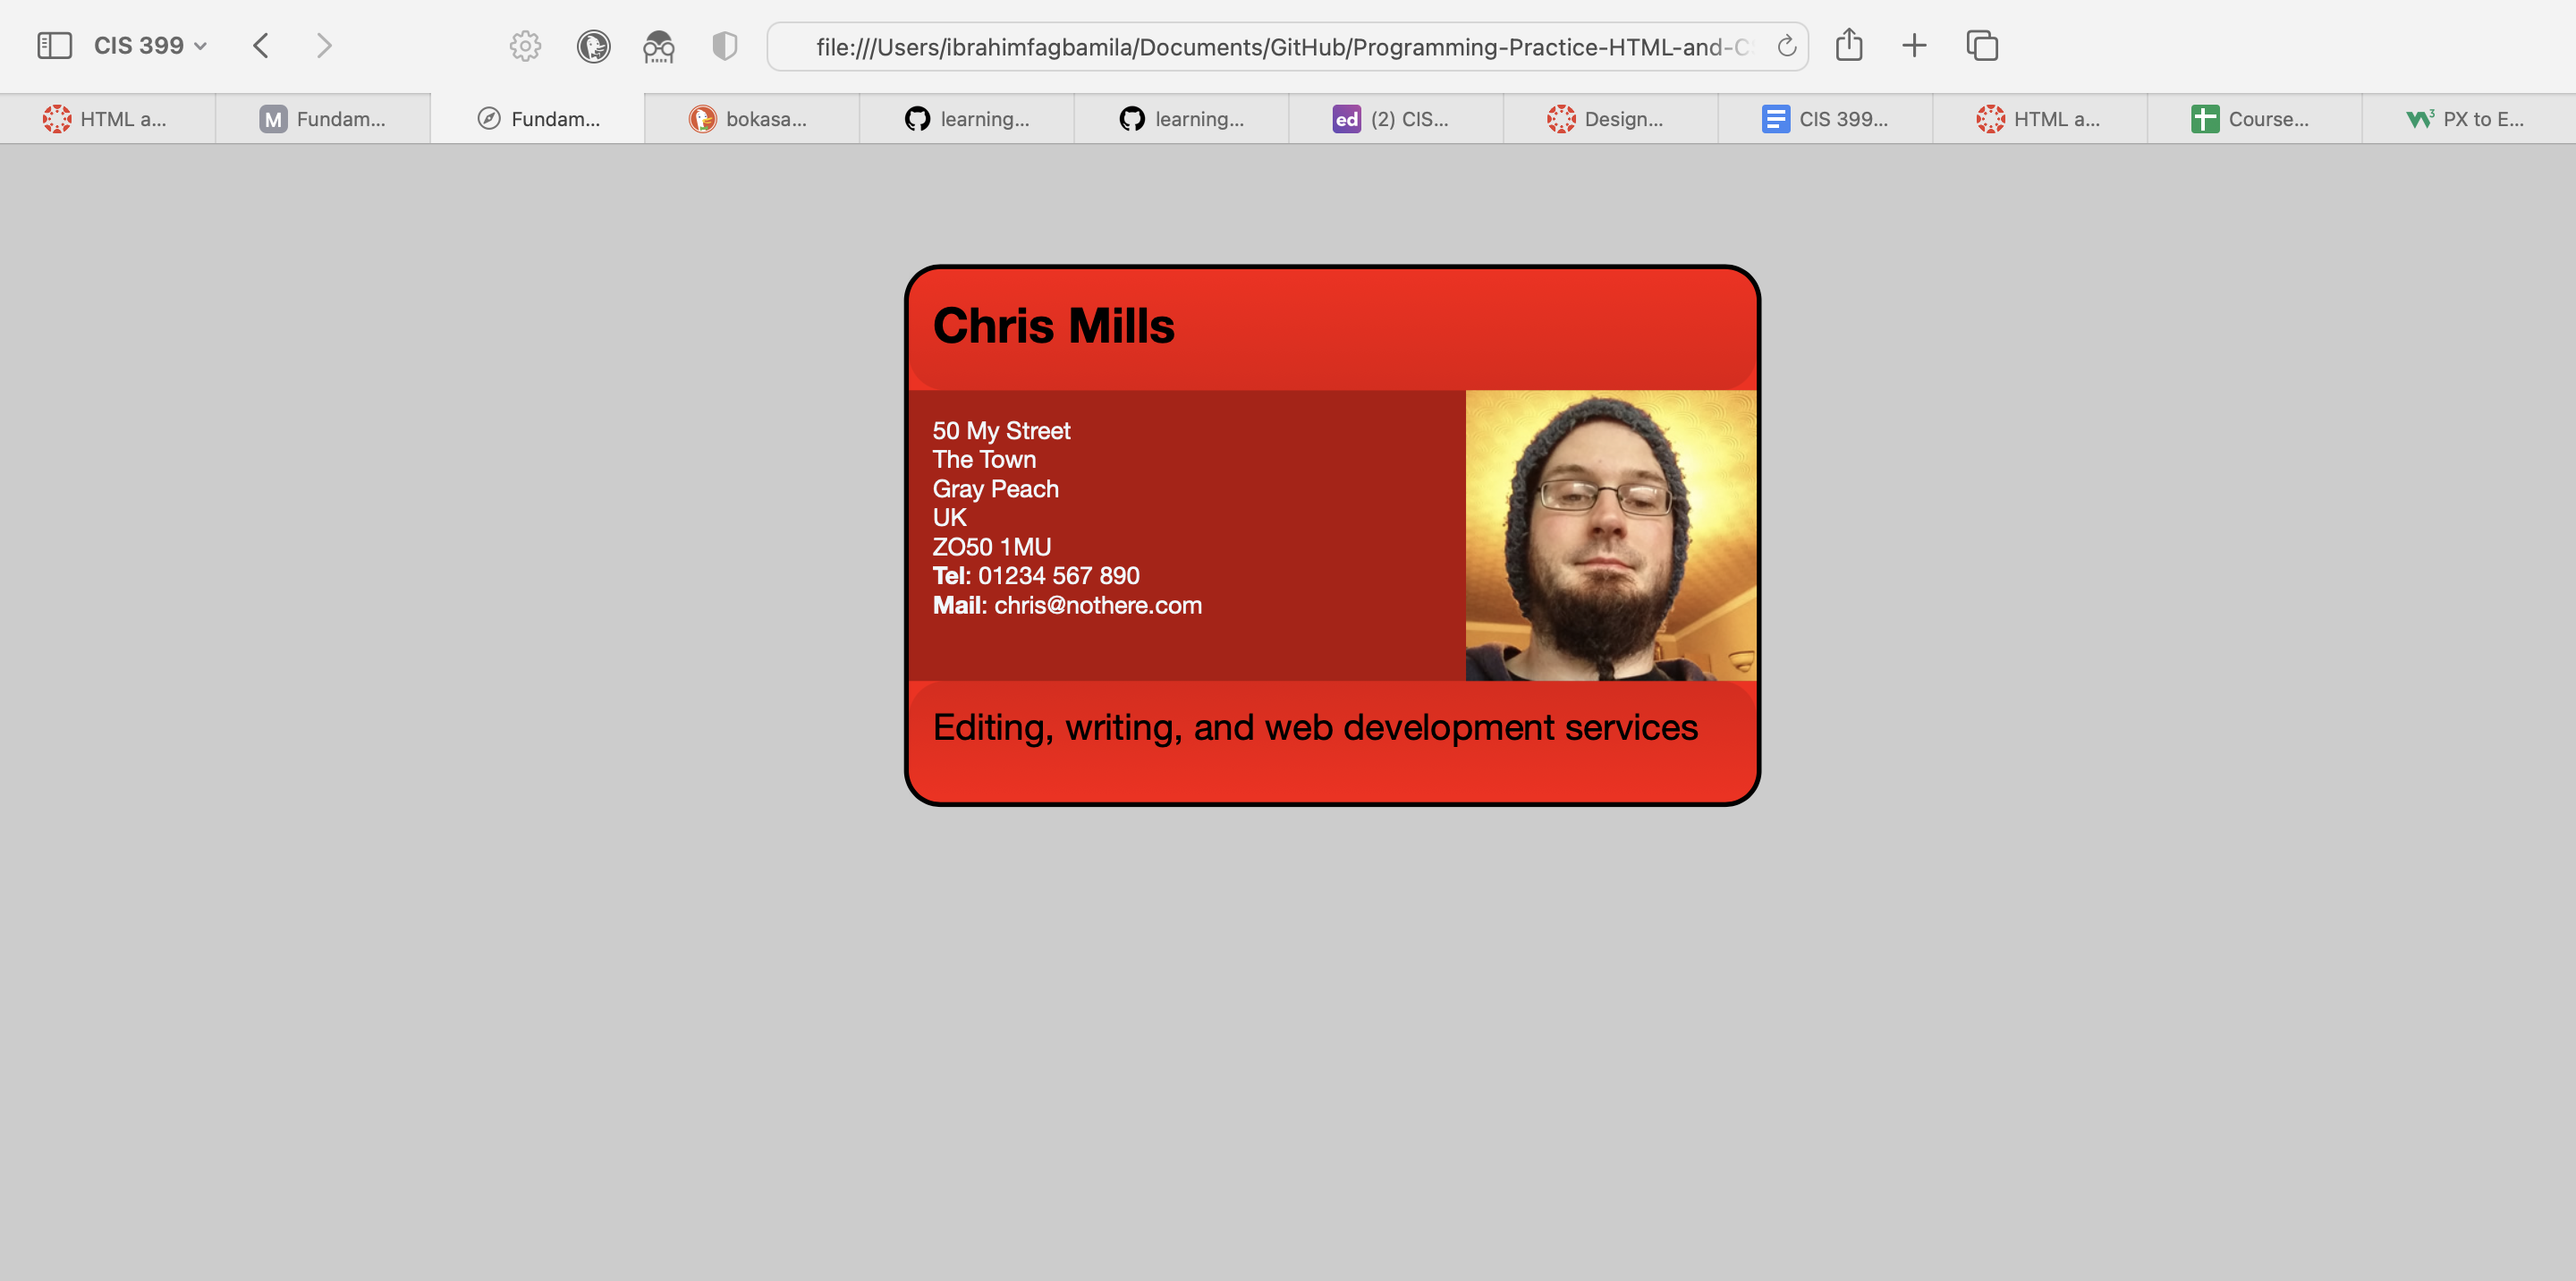 CIS 399
file:///Users/ibrahimfagbamila/Documents/GitHub/Programming-Practice-HTML-and-C
HTML a...
M Fundam...
Fundam...
bokasa...
learning...
learning...
ed (2) CIS...
Design...
CIS 399...
HTML a...
Course...
W3 PX to E...
Chris Mills
50 My Street
The Town
Gray Peach
UK
ZO50 1MU
Tel: 01234 567 890
Mail: chris@nothere.com
Editing, writing, and web development services